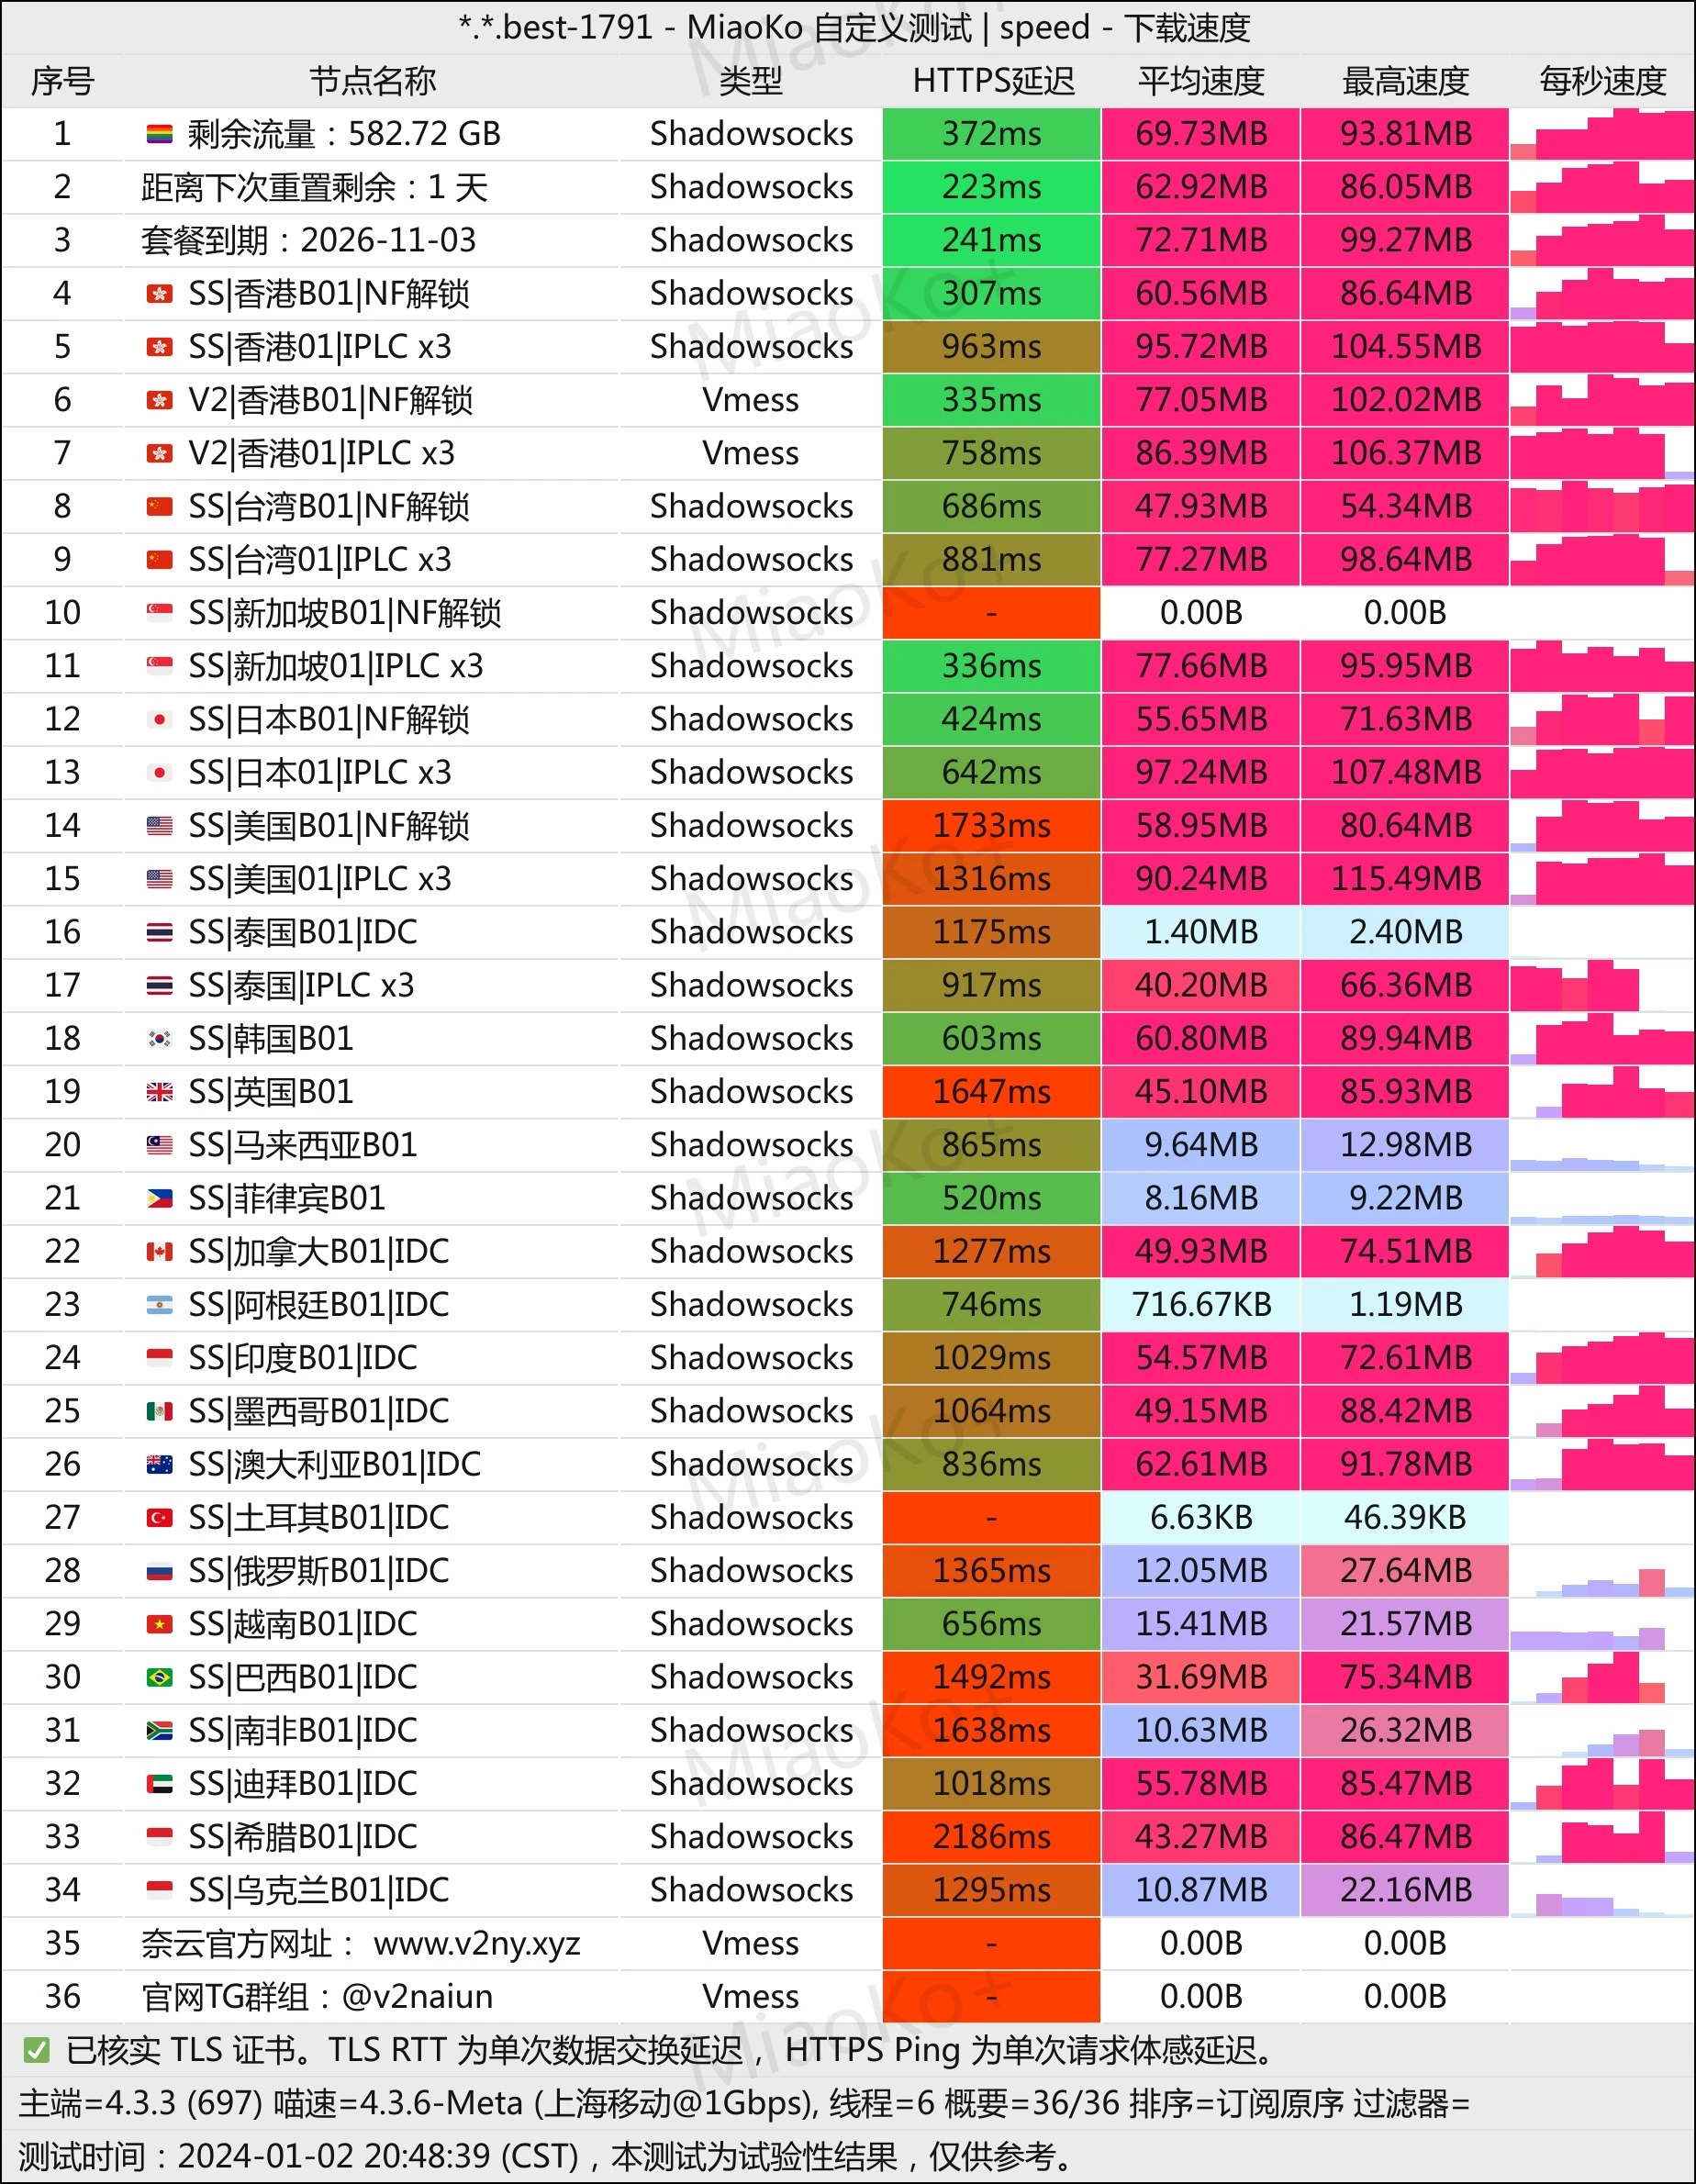 *.*.best-1791 - MiaoKo 自定义测试 | speed - 下载速度
序号 节点名称 类型 HTTPS延迟 平均速度 最高速度 每秒速度
1 剩余流量：582.72 GB Shadowsocks 372ms 69.73MB 93.81MB
2 距离下次重置剩余：1 天 Shadowsocks 223ms 62.92MB 86.05MB
3 套餐到期：2026-11-03 Shadowsocks 241ms 72.71MB 99.27MB
4 SS|香港B01|NF解锁 Shadowsocks 307ms 60.56MB 86.64MB
5 SS|香港01|IPLC x3 Shadowsocks 963ms 95.72MB 104.55MB
6 V2|香港B01|NF解锁 Vmess 335ms 77.05MB 102.02MB
7 V2|香港01|IPLC x3 Vmess 758ms 86.39MB 106.37MB
8 SS|台湾B01|NF解锁 Shadowsocks 686ms 47.93MB 54.34MB
9 SS|台湾01|IPLC x3 Shadowsocks 881ms 77.27MB 98.64MB
10 SS|新加坡B01|NF解锁 Shadowsocks - 0.00B 0.00B
11 SS|新加坡01|IPLC x3 Shadowsocks 336ms 77.66MB 95.95MB
12 SS|日本B01|NF解锁 Shadowsocks 424ms 55.65MB 71.63MB
13 SS|日本01|IPLC x3 Shadowsocks 642ms 97.24MB 107.48MB
14 SS|美国B01|NF解锁 Shadowsocks 1733ms 58.95MB 80.64MB
15 SS|美国01|IPLC x3 Shadowsocks 1316ms 90.24MB 115.49MB
16 SS|泰国B01|IDC Shadowsocks 1175ms 1.40MB 2.40MB
17 SS|泰国|IPLC x3 Shadowsocks 917ms 40.20MB 66.36MB
18 SS|韩国B01 Shadowsocks 603ms 60.80MB 89.94MB
19 SS|英国B01 Shadowsocks 1647ms 45.10MB 85.93MB
20 SS|马来西亚B01 Shadowsocks 865ms 9.64MB 12.98MB
21 SS|菲律宾B01 Shadowsocks 520ms 8.16MB 9.22MB
22 SS|加拿大B01|IDC Shadowsocks 1277ms 49.93MB 74.51MB
23 SS|阿根廷B01|IDC Shadowsocks 746ms 716.67KB 1.19MB
24 SS|印度B01|IDC Shadowsocks 1029ms 54.57MB 72.61MB
25 SS|墨西哥B01|IDC Shadowsocks 1064ms 49.15MB 88.42MB
26 SS|澳大利亚B01|IDC Shadowsocks 836ms 62.61MB 91.78MB
27 SS|土耳其B01|IDC Shadowsocks - 6.63KB 46.39KB
28 SS|俄罗斯B01|IDC Shadowsocks 1365ms 12.05MB 27.64MB
29 SS|越南B01|IDC Shadowsocks 656ms 15.41MB 21.57MB
30 SS|巴西B01|IDC Shadowsocks 1492ms 31.69MB 75.34MB
31 SS|南非B01|IDC Shadowsocks 1638ms 10.63MB 26.32MB
32 SS|迪拜B01|IDC Shadowsocks 1018ms 55.78MB 85.47MB
33 SS|希腊B01|IDC Shadowsocks 2186ms 43.27MB 86.47MB
34 SS|乌克兰B01|IDC Shadowsocks 1295ms 10.87MB 22.16MB
35 奈云官方网址： www.v2ny.xyz Vmess - 0.00B 0.00B
36 官网TG群组：@v2naiun Vmess - 0.00B 0.00B
✅ 已核实 TLS 证书。TLS RTT 为单次数据交换延迟， HTTPS Ping 为单次请求体感延迟。
主端=4.3.3 (697) 喵速=4.3.6-Meta (上海移动@1Gbps), 线程=6 概要=36/36 排序=订阅原序 过滤器=
测试时间：2024-01-02 20:48:39 (CST)，本测试为试验性结果，仅供参考。
MiaoKo+
MiaoKo+
MiaoKo+
MiaoKo+
MiaoKo+
MiaoKo+
MiaoKo+
MiaoKo+